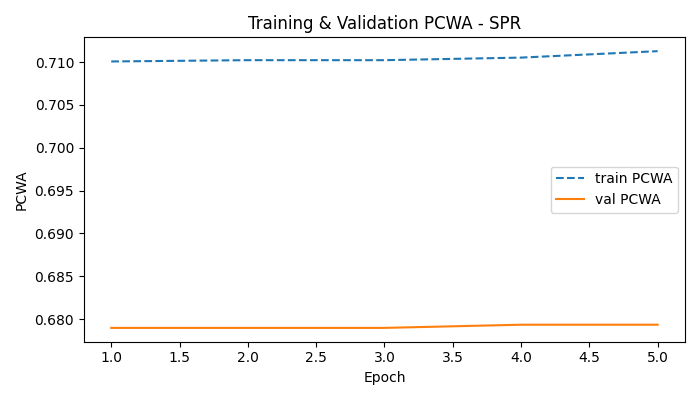 Training & Validation PCWA - SPR
PCWA
0.710
0.705
0.700
0.695
0.690
0.685
0.680
train PCWA
val PCWA
1.0 1.5 2.0 2.5 3.0 3.5 4.0 4.5 5.0
Epoch